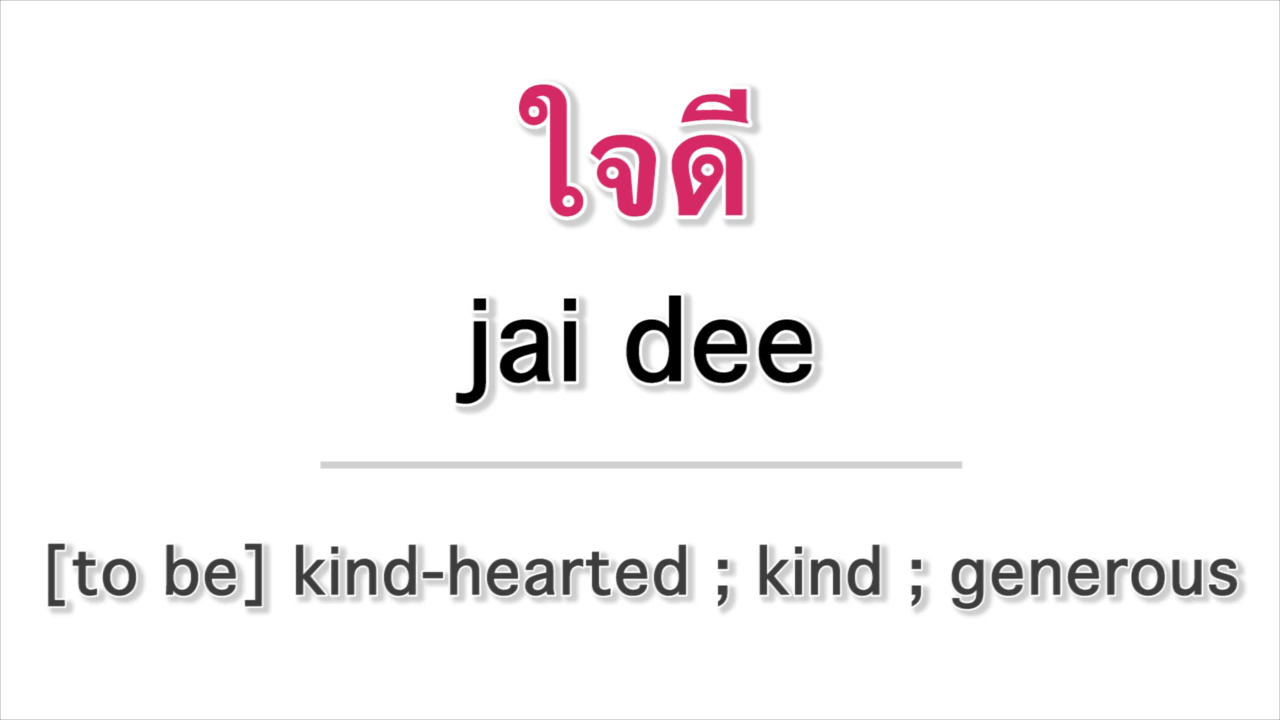 ใจดี
jai dee
[to be] kind-hearted ; kind ; generous